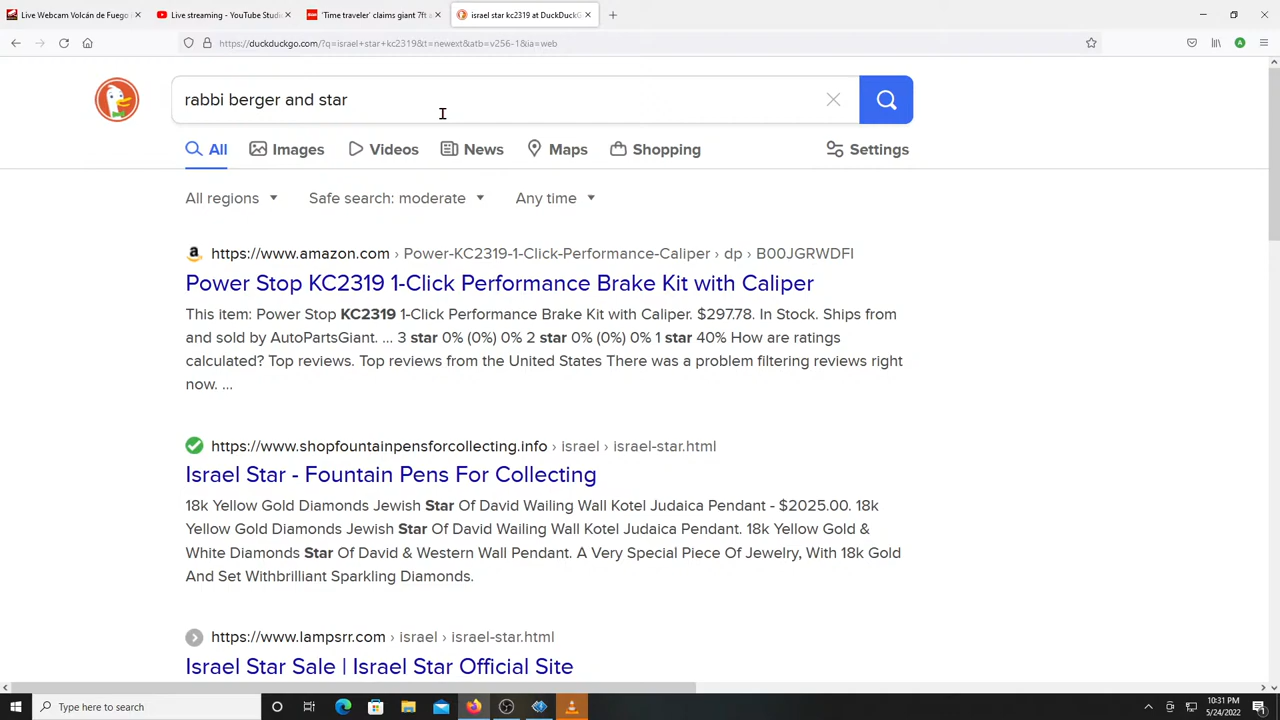 Live Webcam Volcán de Fuego
Live streaming - YouTube Studi
'Time traveler' claims giant 7ft a
israel star kc2319 at DuckDuckG
https://duckduckgo.com/?q=israel+star+kc2319&t=newext&atb=v256-1&ia=web
rabbi berger and star
All Images Videos News Maps Shopping Settings
All regions Safe search: moderate Any time
https://www.amazon.com › Power-KC2319-1-Click-Performance-Caliper › dp › B00JGRWDFI
Power Stop KC2319 1-Click Performance Brake Kit with Caliper
This item: Power Stop KC2319 1-Click Performance Brake Kit with Caliper. $297.78. In Stock. Ships from
and sold by AutoPartsGiant. ... 3 star 0% (0%) 0% 2 star 0% (0%) 0% 1 star 40% How are ratings
calculated? Top reviews. Top reviews from the United States There was a problem filtering reviews right
now. ...
https://www.shopfountainpensforcollecting.info › israel › israel-star.html
Israel Star - Fountain Pens For Collecting
18k Yellow Gold Diamonds Jewish Star Of David Wailing Wall Kotel Judaica Pendant - $2025.00. 18k
Yellow Gold Diamonds Jewish Star Of David Wailing Wall Kotel Judaica Pendant. 18k Yellow Gold &
White Diamonds Star Of David & Western Wall Pendant. A Very Special Piece Of Jewelry, With 18k Gold
And Set Withbrilliant Sparkling Diamonds.
https://www.lampsrr.com › israel › israel-star.html
Israel Star Sale | Israel Star Official Site
Type here to search
10:31 PM
5/24/2022